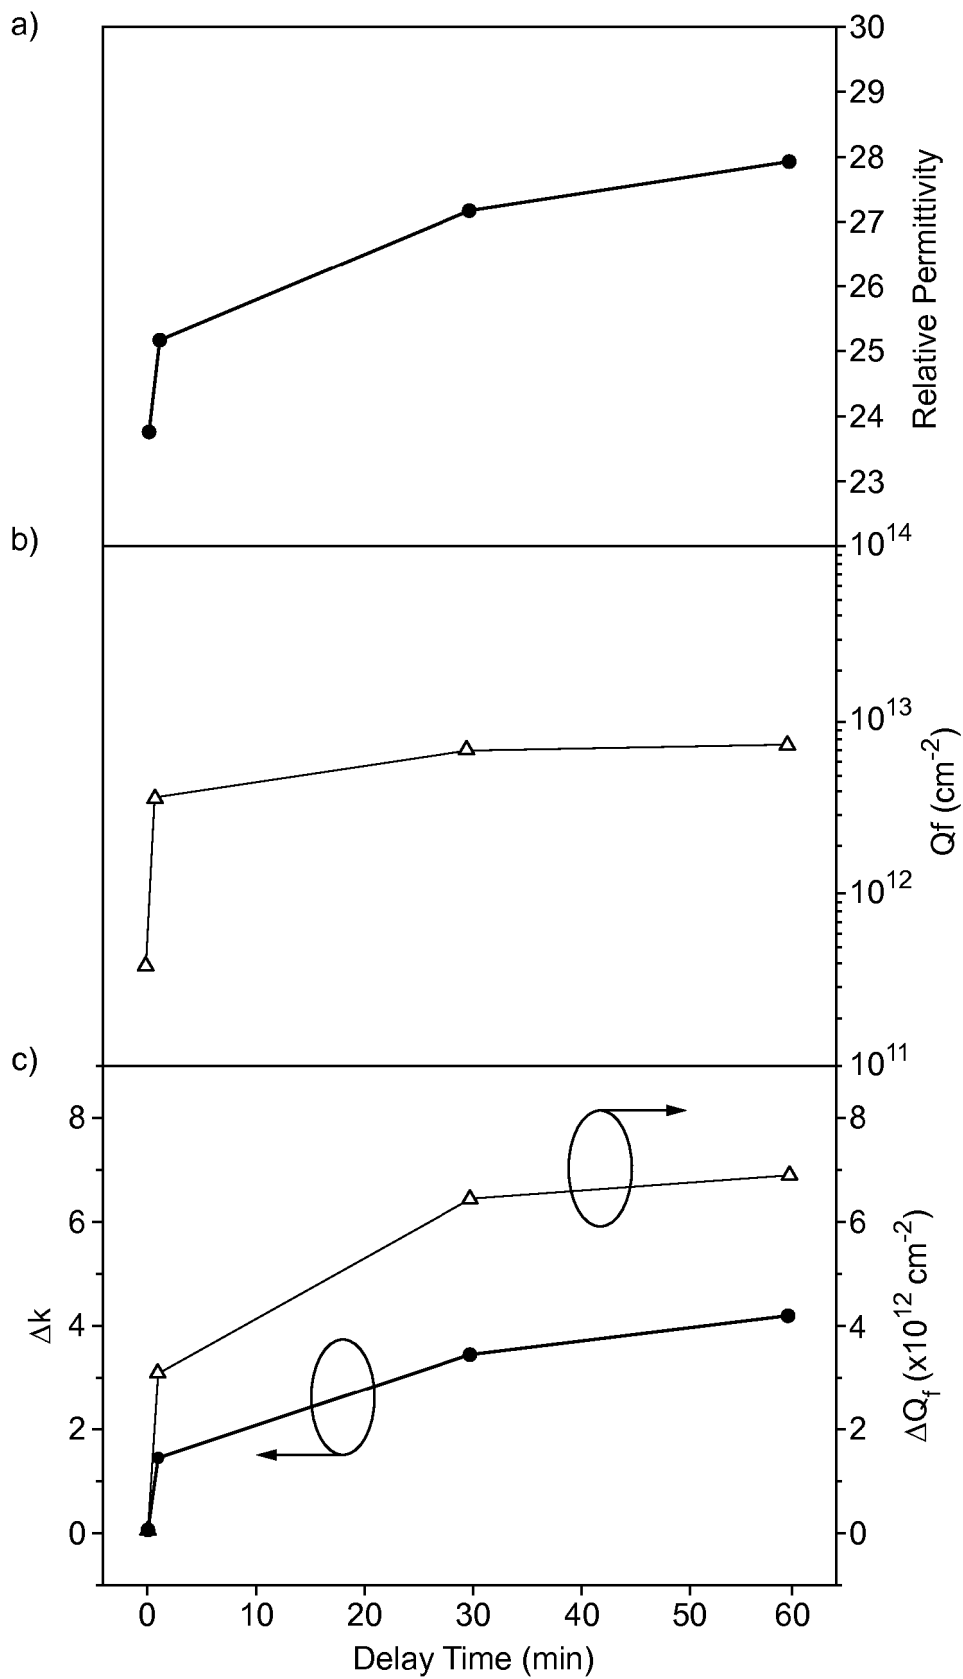 a)
30
29
28
27
26
25
24
23
Relative Permittivity
b)
10^14
10^13
10^12
10^11
Qf (cm^-2)
c)
8
6
4
2
0
Δk
8
6
4
2
0
ΔQ_f (x10^12 cm^-2)
0 10 20 30 40 50 60
Delay Time (min)